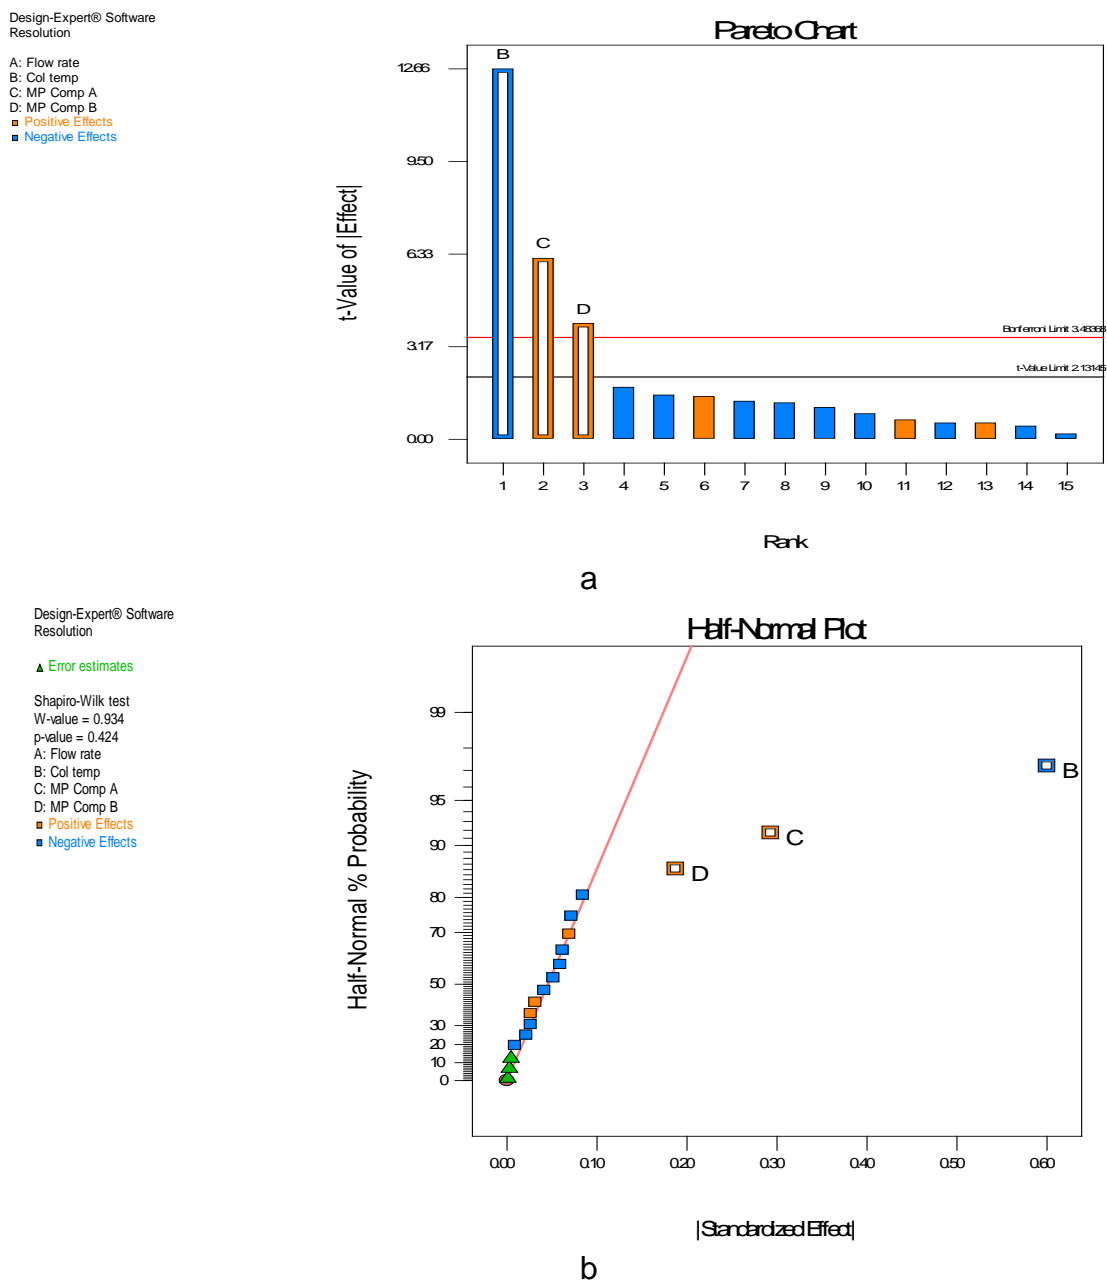 Design-Expert® Software
Resolution
A: Flow rate
B: Col temp
C: MP Comp A
D: MP Comp B
Positive Effects
Negative Effects
Pareto Chart
t-Value of |Effect|
12.66
9.50
6.33
3.17
0.00
B
C
D
Bonferroni Limit 3.48368
t-Value Limit 2.13145
1 2 3 4 5 6 7 8 9 10 11 12 13 14 15
Rank
a
Design-Expert® Software
Resolution
Error estimates
Shapiro-Wilk test
W-value = 0.934
p-value = 0.424
A: Flow rate
B: Col temp
C: MP Comp A
D: MP Comp B
Positive Effects
Negative Effects
Half-Normal Plot
Half-Normal % Probability
99
95
90
80
70
50
30
20
10
0
B
C
D
0.00 0.10 0.20 0.30 0.40 0.50 0.60
|Standardized Effect|
b